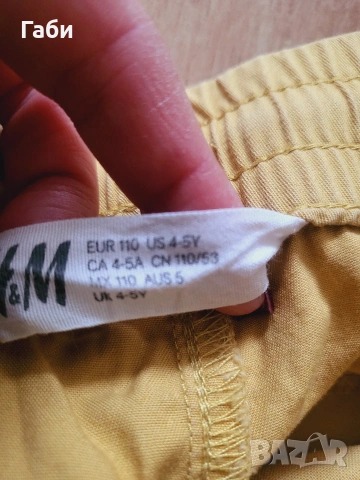 Габи
H&M
EUR 110 US 4-5Y
CA 4-5A CN 110/53
MX 110 AUS 5
UK 4-5Y
BAZAR